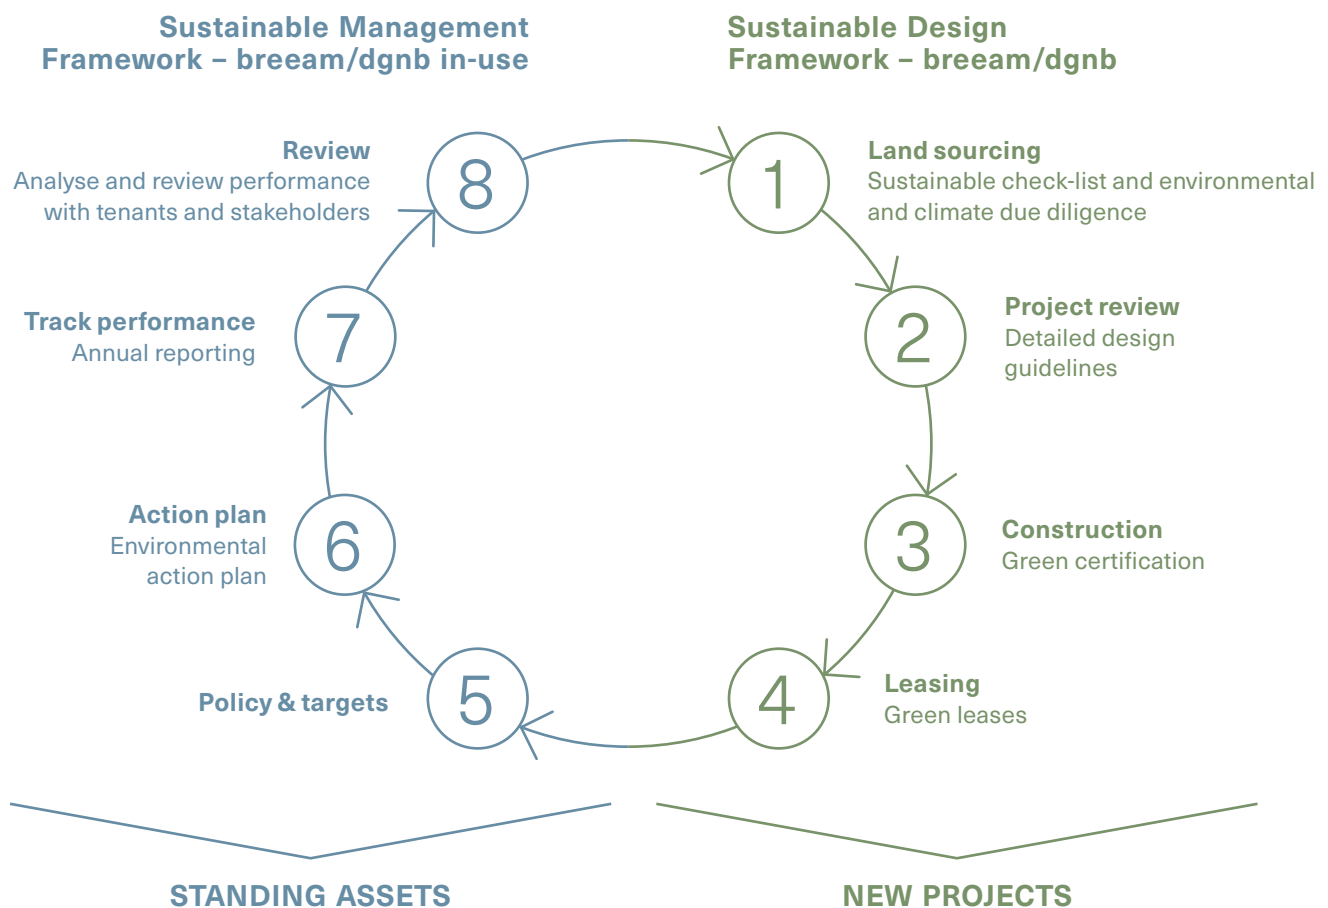 Sustainable Management
Framework – breeam/dgnb in-use
Sustainable Design
Framework – breeam/dgnb
1
Land sourcing
Sustainable check-list and environmental
and climate due diligence
2
Project review
Detailed design
guidelines
3
Construction
Green certification
4
Leasing
Green leases
5
Policy & targets
6
Action plan
Environmental
action plan
7
Track performance
Annual reporting
8
Review
Analyse and review performance
with tenants and stakeholders
STANDING ASSETS
NEW PROJECTS